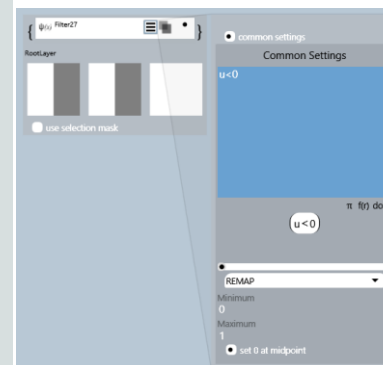 { ψ(x) Filter27 }
RootLayer
use selection mask
common settings
Common Settings
u<0
π f(r) do
u<0
REMAP
Minimum
0
Maximum
1
set 0 at midpoint